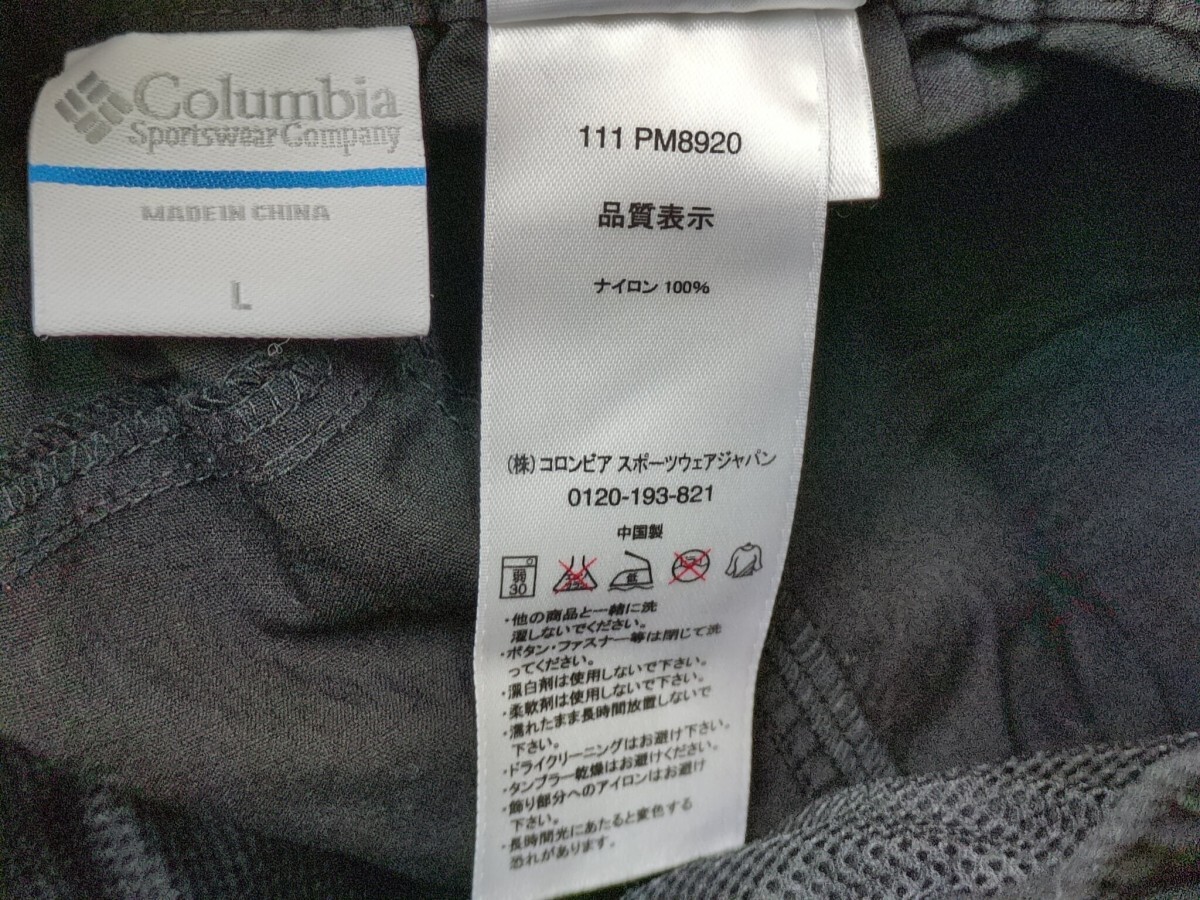 Columbia
Sportswear Company
MADE IN CHINA
L
111 PM8920
品質表示
ナイロン 100%
(株) コロンビア スポーツウェアジャパン
0120-193-821
中国製
弱
30
低
・他の商品と一緒に洗
濯しないでください。
・ボタン・ファスナー等は閉じて洗
ってください。
・漂白剤は使用しないで下さい。
・柔軟剤は使用しないで下さい。
・濡れたまま長時間放置しないで
下さい。
・ドライクリーニングはお避け下さい。
・タンブラー乾燥はお避けください。
・飾り部分へのアイロンはお避け
下さい。
・長時間光にあたると変色する
恐れがあります。